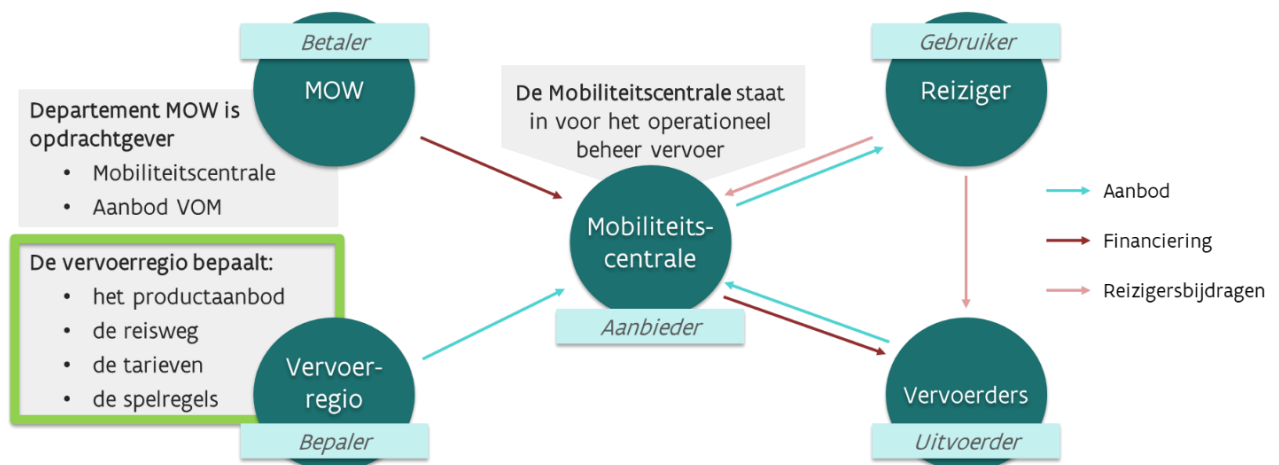 Betaler
MOW
Departement MOW is
opdrachtgever
• Mobiliteitscentrale
• Aanbod VOM
De vervoerregio bepaalt:
• het productaanbod
• de reisweg
• de tarieven
• de spelregels
Vervoer-
regio
Bepaler
De Mobiliteitscentrale staat
in voor het operationeel
beheer vervoer
Mobiliteits-
centrale
Aanbieder
Gebruiker
Reiziger
Vervoerders
Uitvoerder
Aanbod
Financiering
Reizigersbijdragen